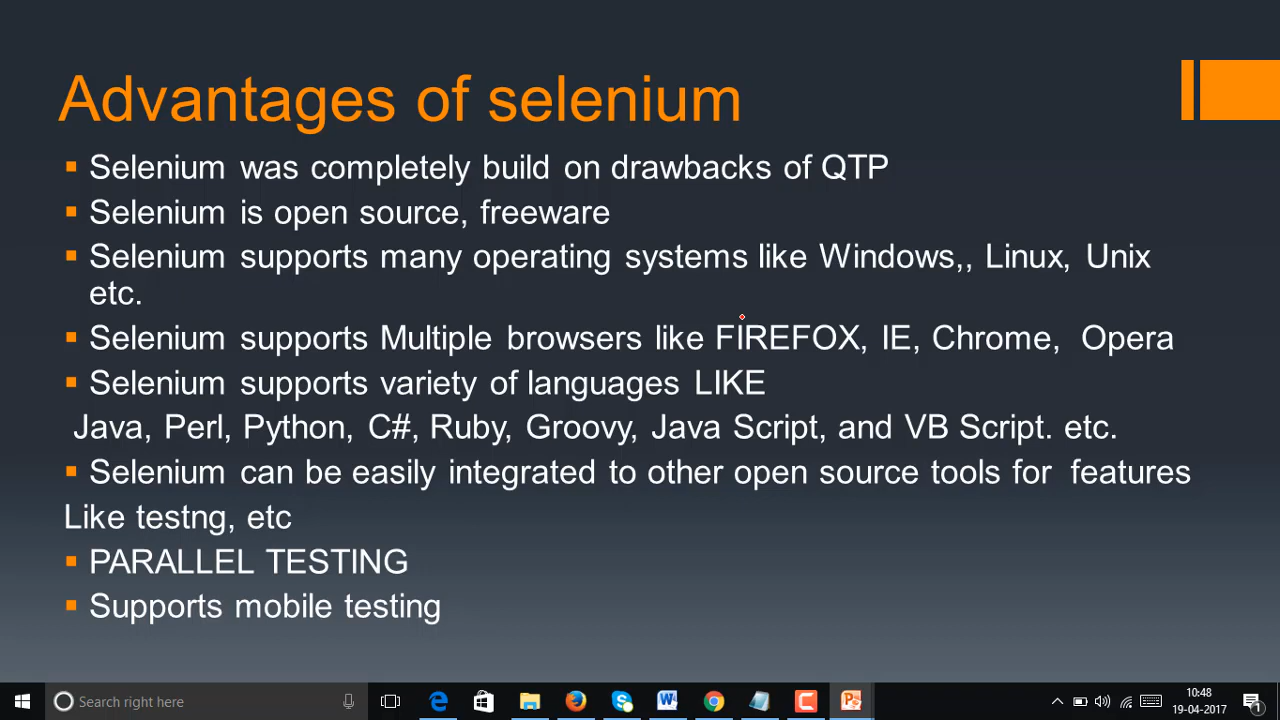 Advantages of selenium
▪ Selenium was completely build on drawbacks of QTP
▪ Selenium is open source, freeware
▪ Selenium supports many operating systems like Windows,, Linux, Unix
etc.
▪ Selenium supports Multiple browsers like FIREFOX, IE, Chrome, Opera
▪ Selenium supports variety of languages LIKE
Java, Perl, Python, C#, Ruby, Groovy, Java Script, and VB Script. etc.
▪ Selenium can be easily integrated to other open source tools for features
Like testng, etc
▪ PARALLEL TESTING
▪ Supports mobile testing
Search right here
10:48
19-04-2017
1